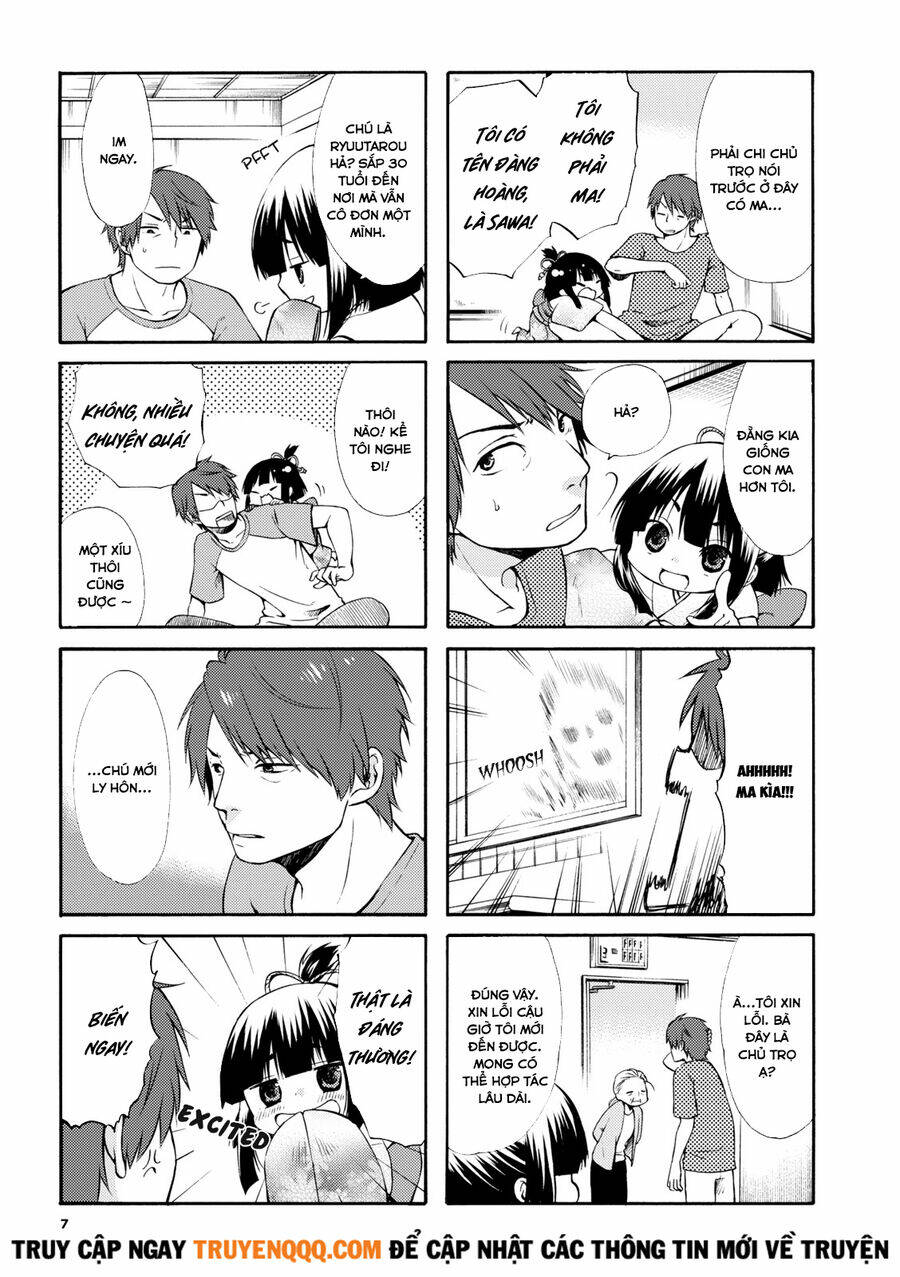 PHẢI CHI CHỦ
TRỌ NÓI
TRƯỚC Ở ĐÂY
CÓ MA...
TÔI
KHÔNG
PHẢI
MA!
TÔI CÓ
TÊN ĐÀNG
HOÀNG,
LÀ SAWA!
ĐẰNG KIA
GIỐNG
CON MA
HƠN TÔI.
HẢ?
AHHHHH!
MA KÌA!!!
WHOOSH
À...TÔI XIN
LỖI. BÀ
ĐÂY LÀ
CHỦ TRỌ
Ạ?
ĐÚNG VẬY.
XIN LỖI CẬU
GIỜ TÔI MỚI
ĐẾN ĐƯỢC.
MONG CÓ
THỂ HỢP TÁC
LÂU DÀI.
CHÚ LÀ
RYUUTAROU
HẢ? SẮP 30
TUỔI ĐẾN
NƠI MÀ VẪN
CÔ ĐƠN MỘT
MÌNH.
PFFT
IM
NGAY.
THÔI
NÀO! KỂ
TÔI NGHE
ĐI!
KHÔNG, NHIỀU
CHUYỆN QUÁ!
MỘT XÍU
THÔI
CŨNG
ĐƯỢC ~
...CHÚ MỚI
LY HÔN...
THẬT LÀ
ĐÁNG
THƯƠNG!
EXCITED
BIẾN
NGAY!
7
TRUY CẬP NGAY TRUYENQQQ.COM ĐỂ CẬP NHẬT CÁC THÔNG TIN MỚI VỀ TRUYỆN